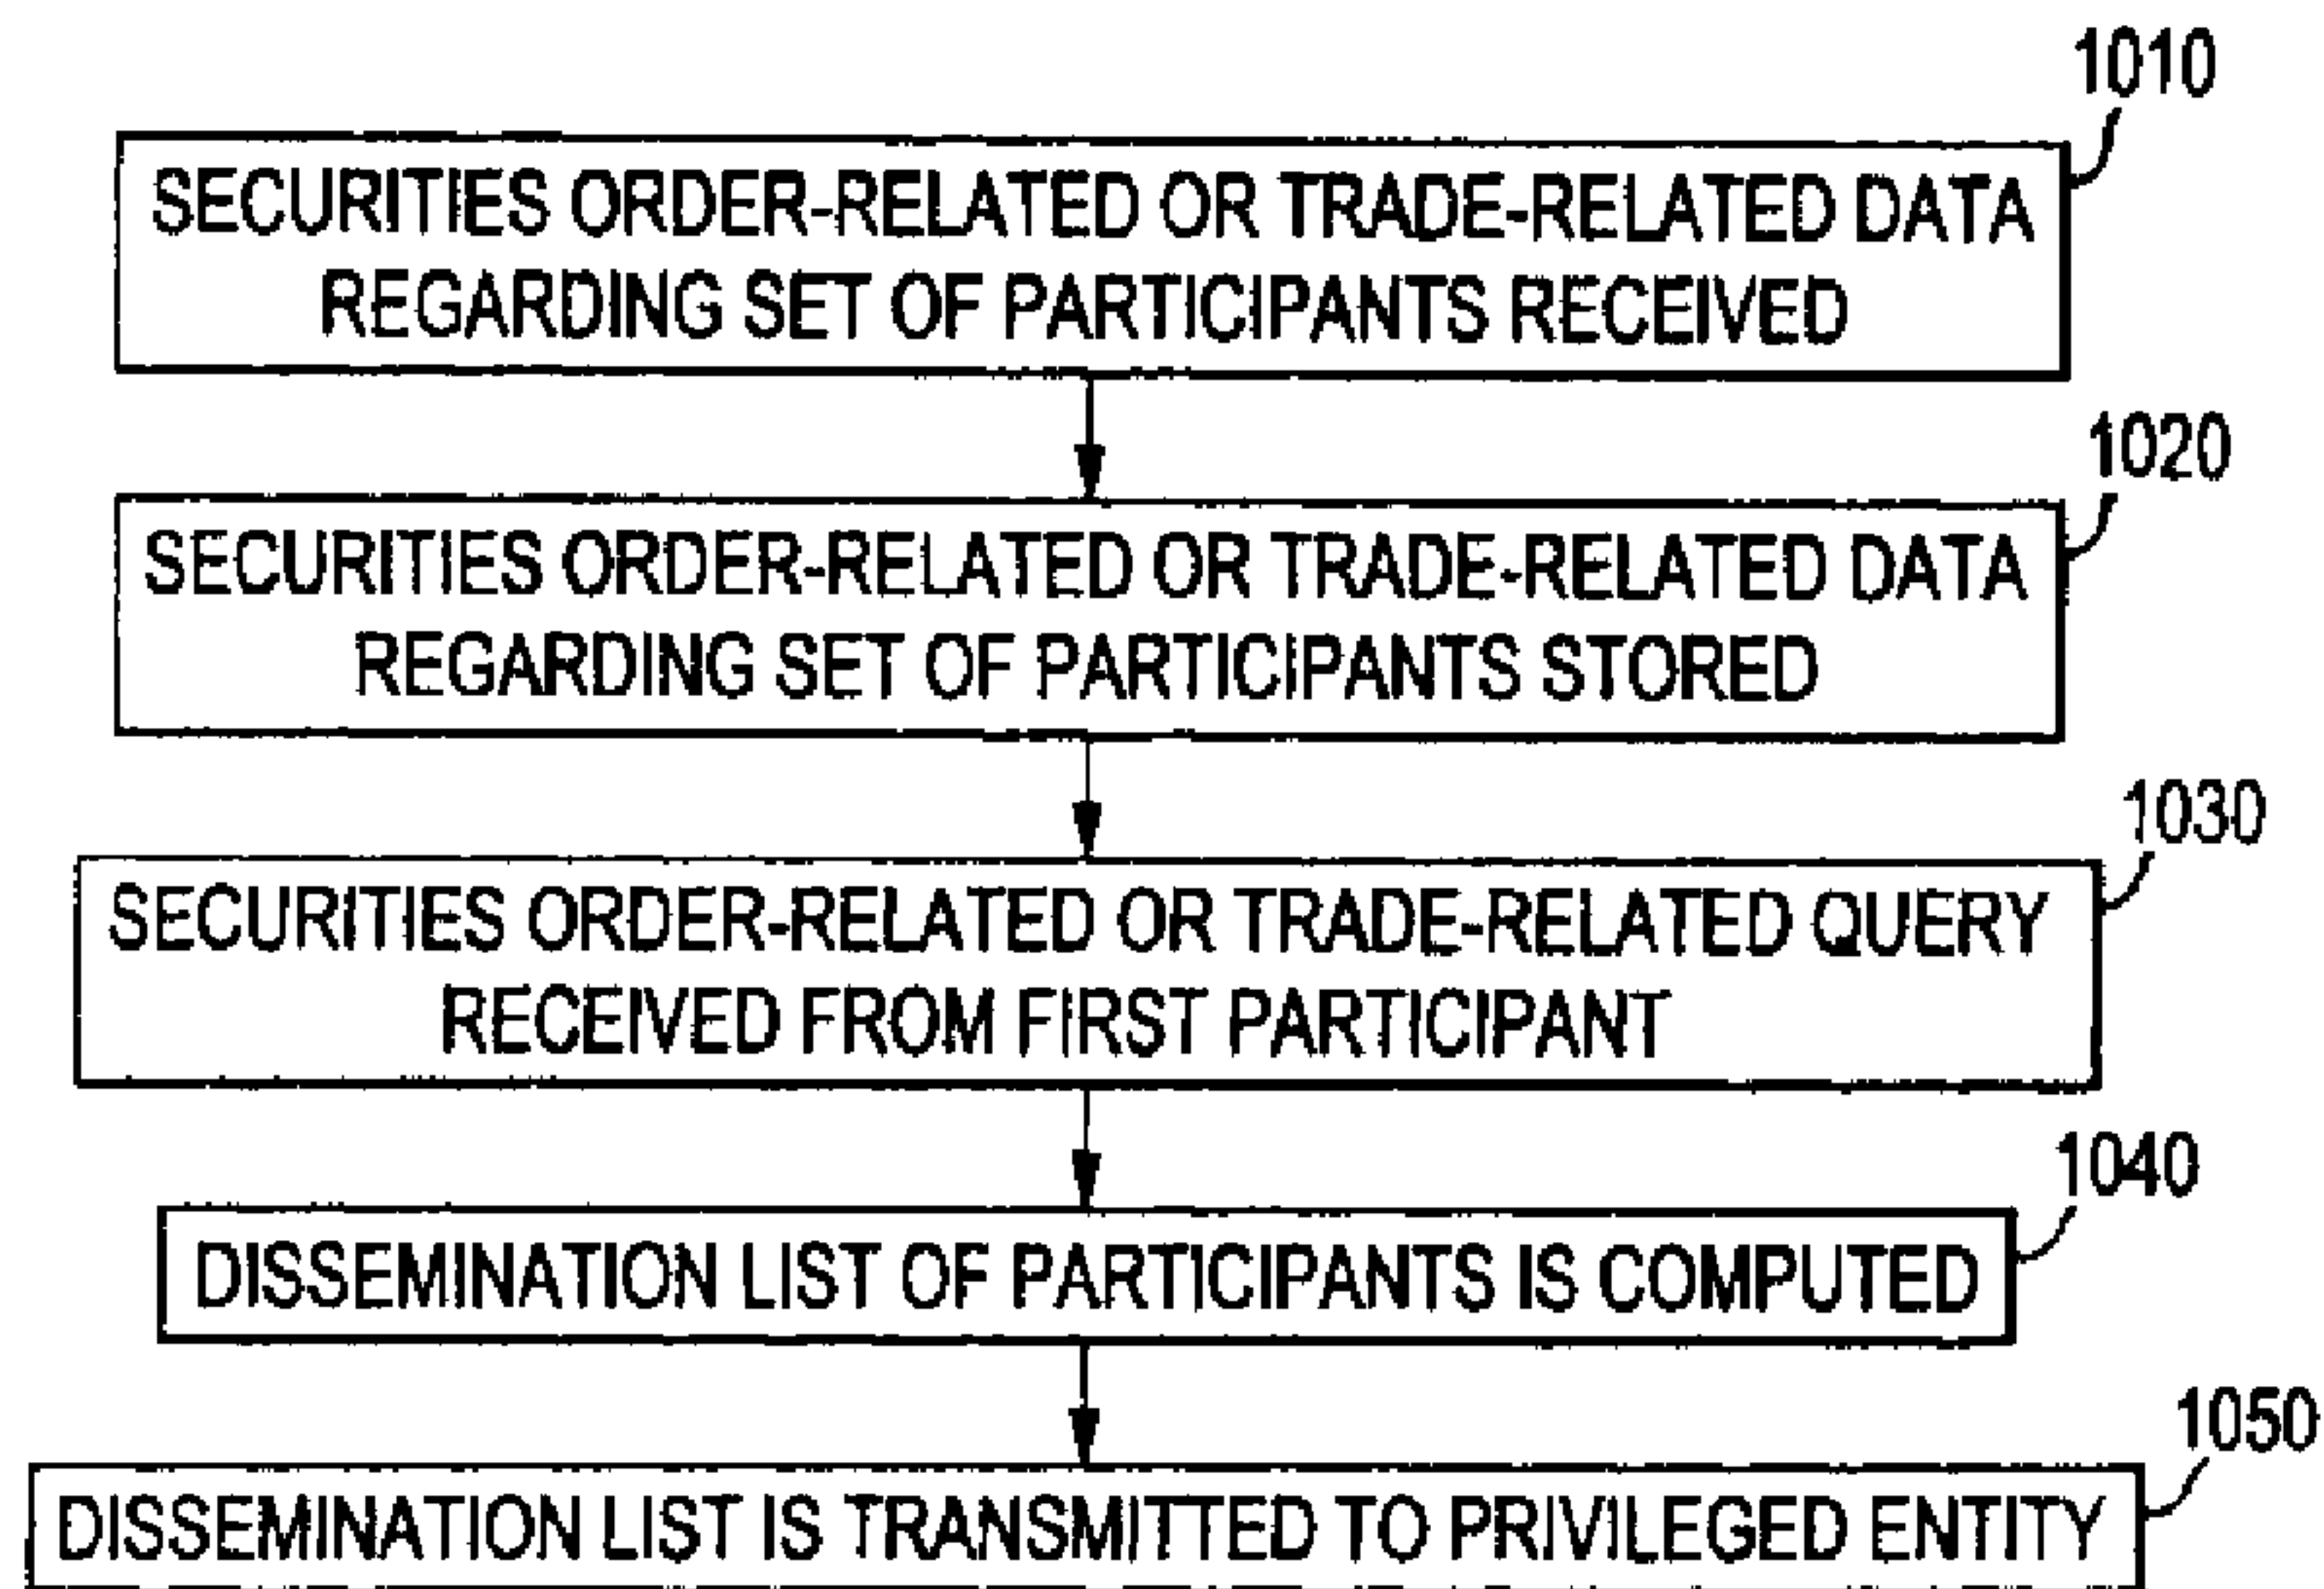 1010
SECURITIES ORDER-RELATED OR TRADE-RELATED DATA
REGARDING SET OF PARTICIPANTS RECEIVED
1020
SECURITIES ORDER-RELATED OR TRADE-RELATED DATA
REGARDING SET OF PARTICIPANTS STORED
1030
SECURITIES ORDER-RELATED OR TRADE-RELATED QUERY
RECEIVED FROM FIRST PARTICIPANT
1040
DISSEMINATION LIST OF PARTICIPANTS IS COMPUTED
1050
DISSEMINATION LIST IS TRANSMITTED TO PRIVILEGED ENTITY